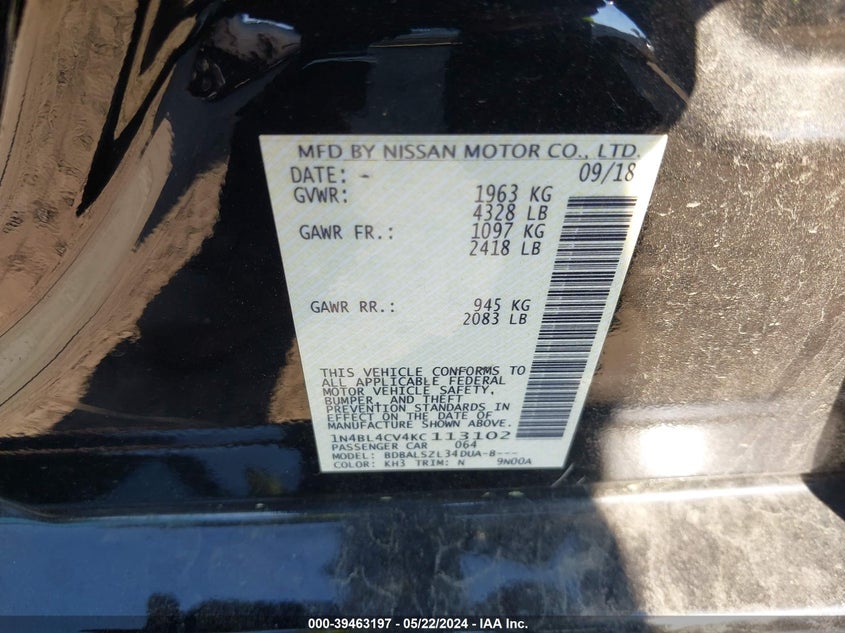 MFD BY NISSAN MOTOR CO., LTD.
DATE: - 09/18
GVWR: 1963 KG
4328 LB
GAWR FR.: 1097 KG
2418 LB
GAWR RR.: 945 KG
2083 LB
THIS VEHICLE CONFORMS TO
ALL APPLICABLE FEDERAL
MOTOR VEHICLE SAFETY,
BUMPER, AND THEFT
PREVENTION STANDARDS IN
EFFECT ON THE DATE OF
MANUFACTURE SHOWN ABOVE.
1N4BL4CV4KC113102
PASSENGER CAR 064
MODEL: BDBALSZL34DUA-B---
COLOR: KH3 TRIM: N 9N00A
000-39463197 - 05/22/2024 - IAA Inc.